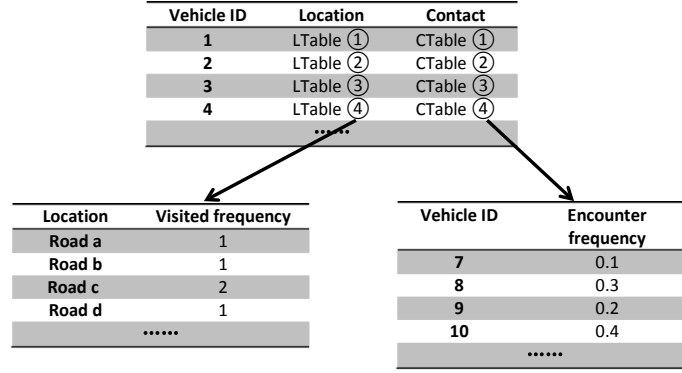 Vehicle ID Location Contact
1 LTable ① CTable ①
2 LTable ② CTable ②
3 LTable ③ CTable ③
4 LTable ④ CTable ④
......
Location Visited frequency
Road a 1
Road b 1
Road c 2
Road d 1
......
Vehicle ID Encounter
frequency
7 0.1
8 0.3
9 0.2
10 0.4
......